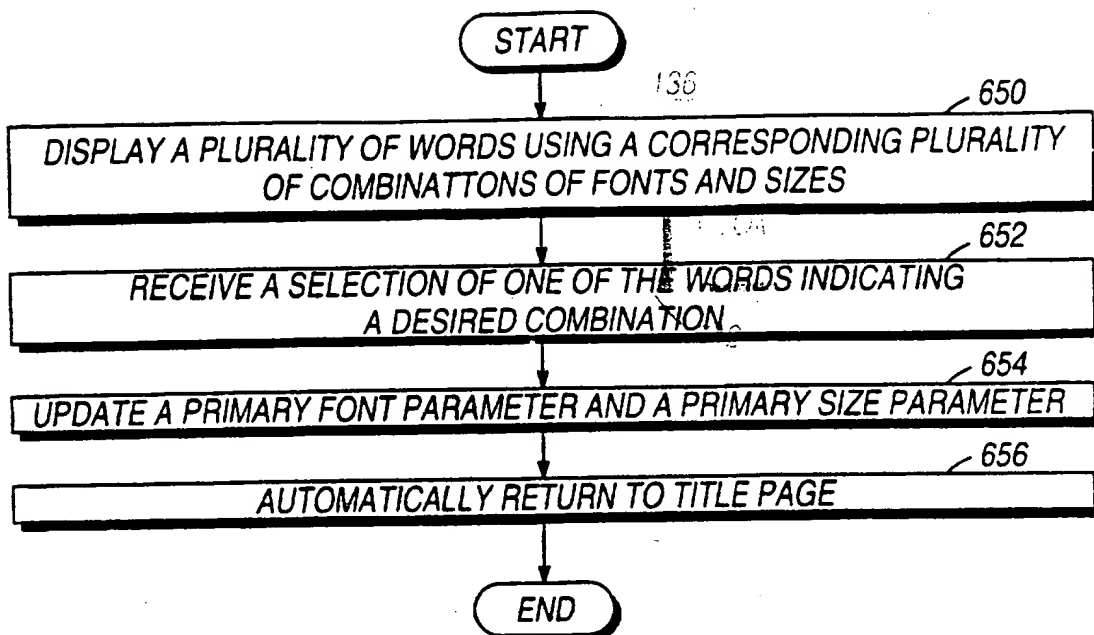 START
136
650
DISPLAY A PLURALITY OF WORDS USING A CORRESPONDING PLURALITY
OF COMBINATTONS OF FONTS AND SIZES
652
RECEIVE A SELECTION OF ONE OF THE WORDS INDICATING
A DESIRED COMBINATION
654
UPDATE A PRIMARY FONT PARAMETER AND A PRIMARY SIZE PARAMETER
656
AUTOMATICALLY RETURN TO TITLE PAGE
END